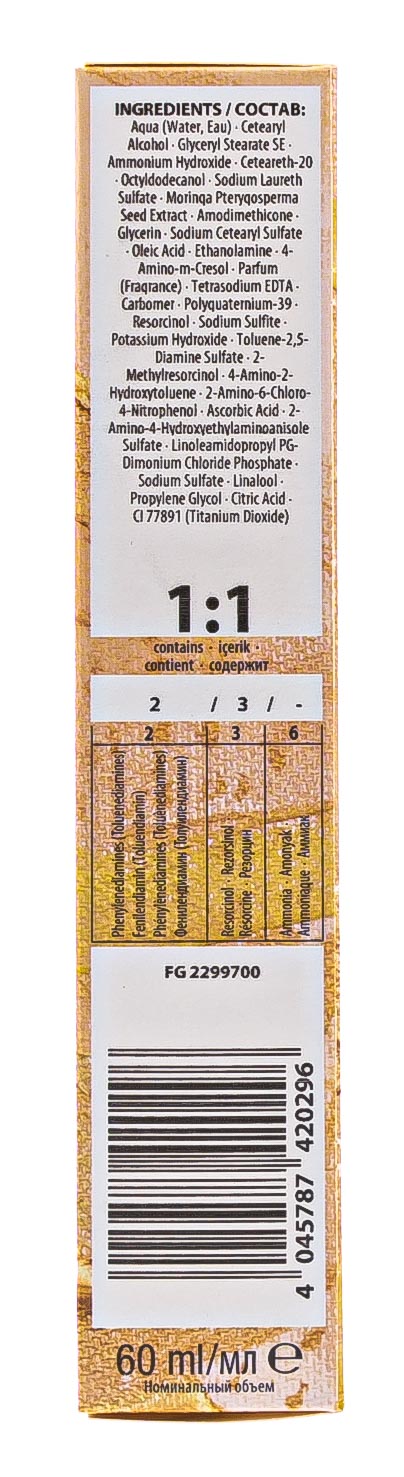 INGREDIENTS / СОСТАВ:
Aqua (Water, Eau) · Cetearyl
Alcohol · Glyceryl Stearate SE ·
Ammonium Hydroxide · Ceteareth-20
· Octyldodecanol · Sodium Laureth
Sulfate · Moringa Pterygosperma
Seed Extract · Amodimethicone ·
Glycerin · Sodium Cetearyl Sulfate
· Oleic Acid · Ethanolamine · 4-
Amino-m-Cresol · Parfum
(Fragrance) · Tetrasodium EDTA ·
Carbomer · Polyquaternium-39 ·
Resorcinol · Sodium Sulfite ·
Potassium Hydroxide · Toluene-2,5-
Diamine Sulfate · 2-
Methylresorcinol · 4-Amino-2-
Hydroxytoluene · 2-Amino-6-Chloro-
4-Nitrophenol · Ascorbic Acid · 2-
Amino-4-Hydroxyethylaminoanisole
Sulfate · Linoleamidopropyl PG-
Dimonium Chloride Phosphate ·
Sodium Sulfate · Linalool ·
Propylene Glycol · Citric Acid ·
CI 77891 (Titanium Dioxide)
1:1
contains · içerik ·
contient · содержит
2 / 3 / -
2 3 6
Phenylenediamines (Toluenediamines)
Fenilendiamin (Toluendiamin)
Phenylènediamines (Toluènediamines)
Фенилендиамин (Толуилендиамин)
Resorcinol · Rezorsinol ·
Résorcine · Резорцин
Ammonia · Amonyak ·
Ammoniaque · Аммиак
FG 2299700
4 045787 420296
60 ml/мл ℮
Номинальный объем